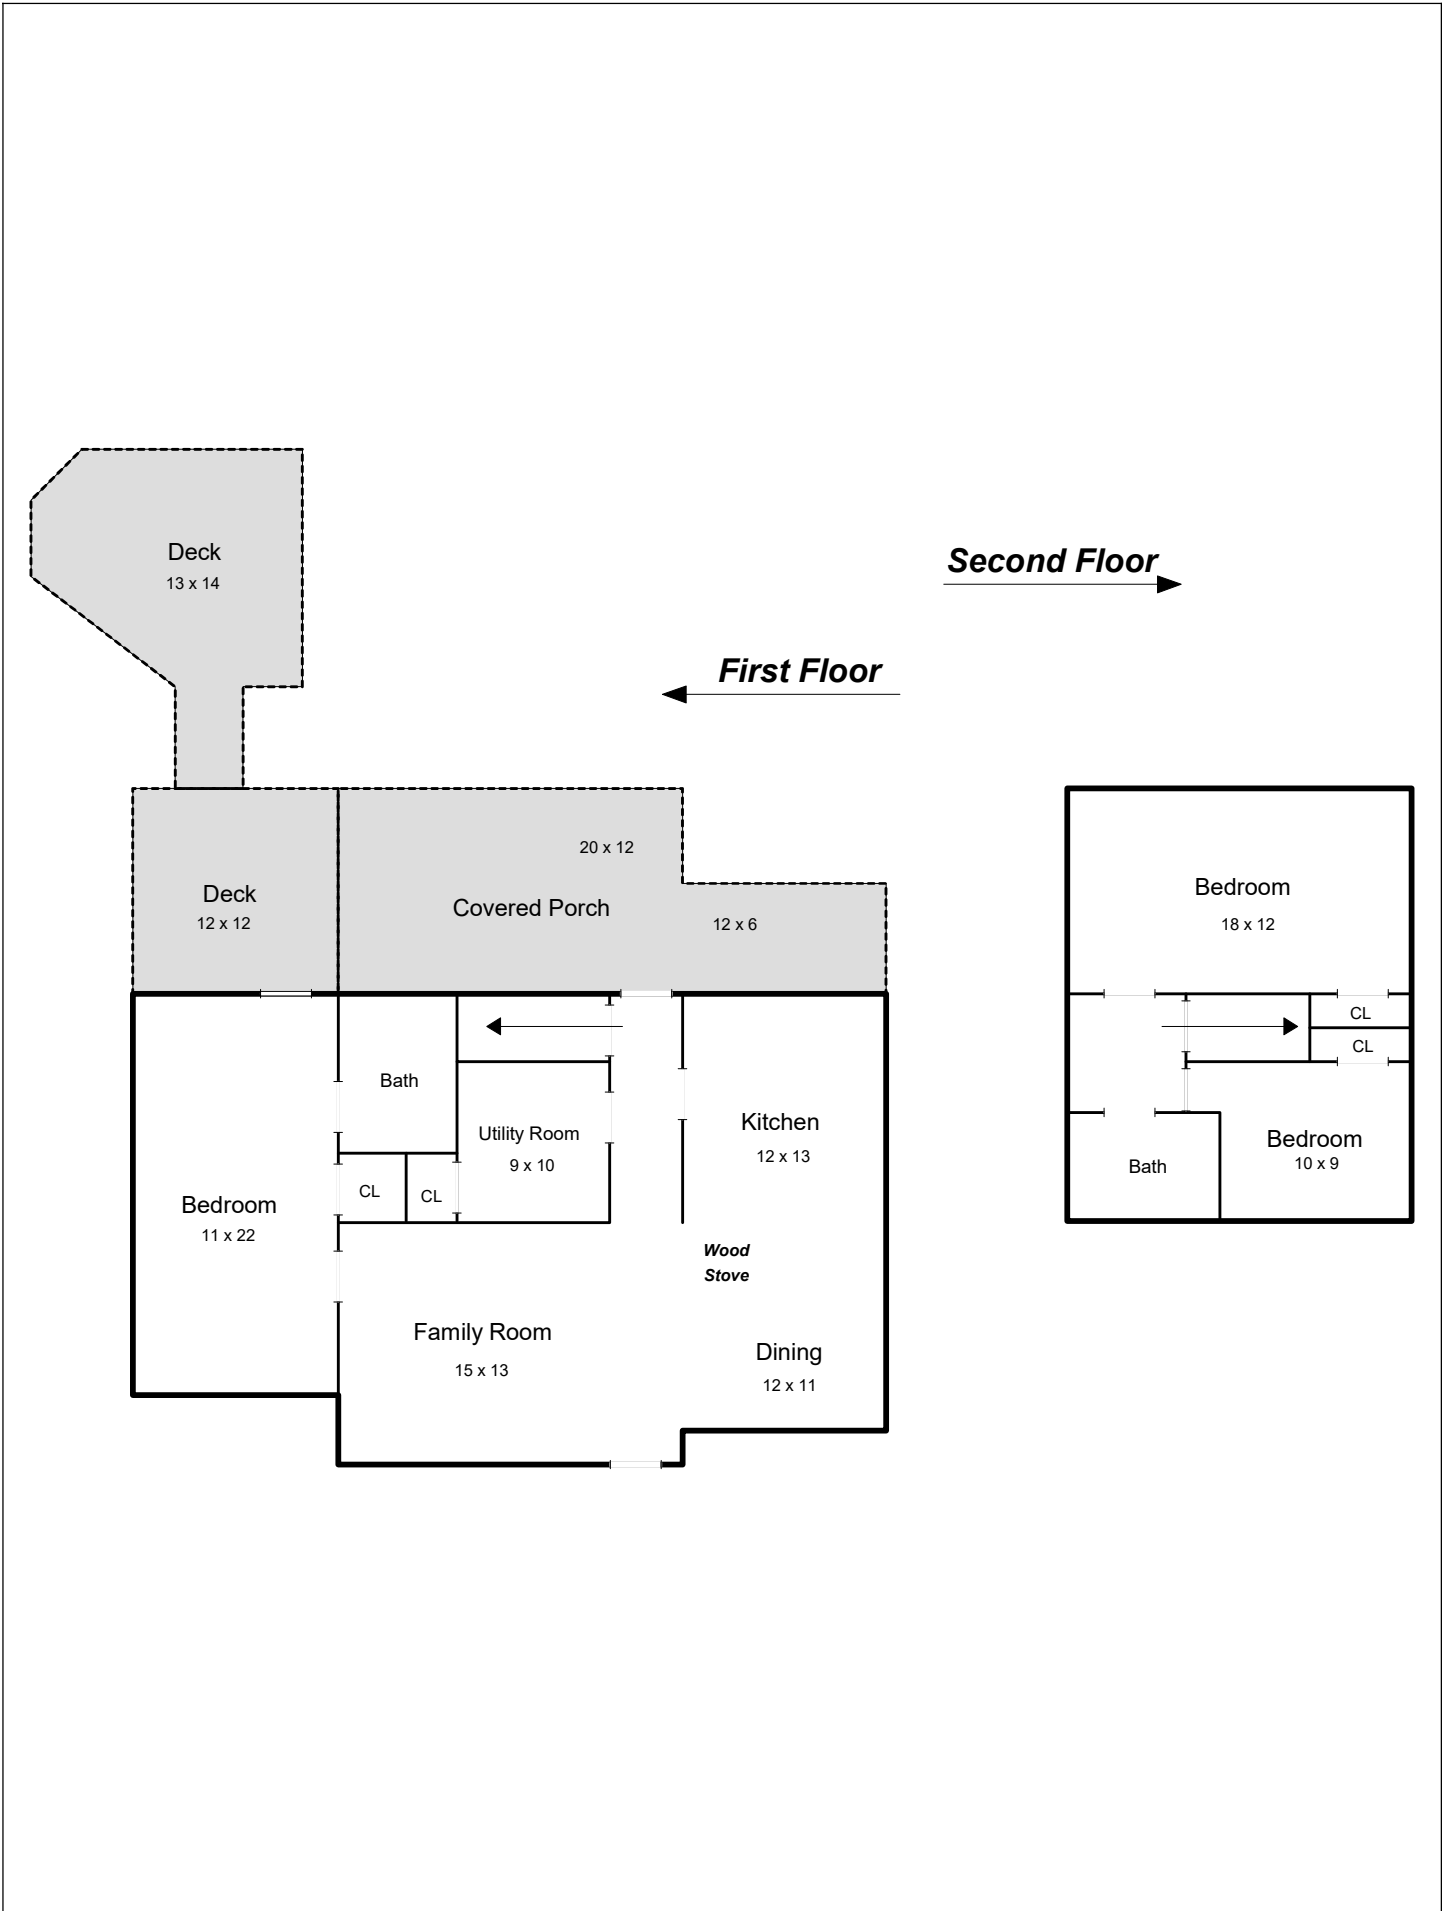 Deck
13 x 14
Second Floor
First Floor
Deck
12 x 12
20 x 12
Covered Porch
12 x 6
Bedroom
18 x 12
CL
CL
Bedroom
10 x 9
Bath
Bath
Utility Room
9 x 10
CL
CL
Kitchen
12 x 13
Bedroom
11 x 22
Wood
Stove
Family Room
15 x 13
Dining
12 x 11